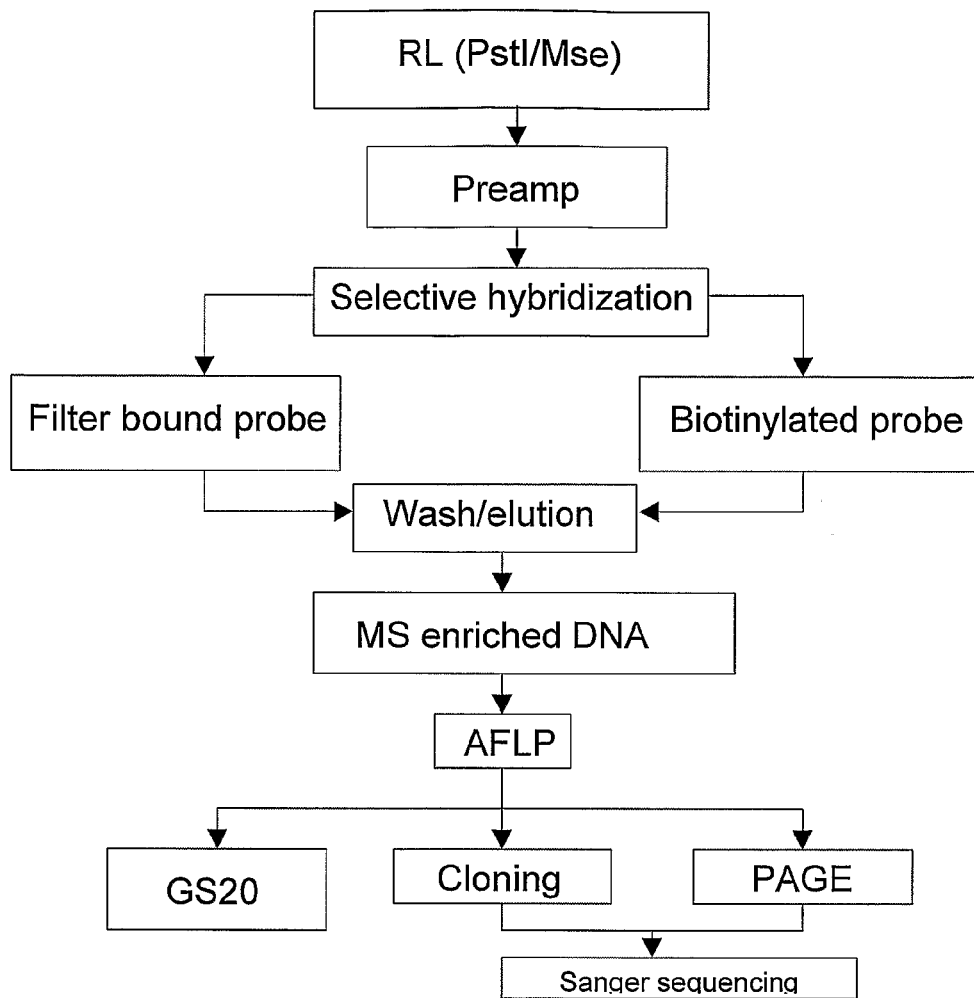 RL (PstI/Mse)
Preamp
Selective hybridization
Filter bound probe
Biotinylated probe
Wash/elution
MS enriched DNA
AFLP
GS20
Cloning
PAGE
Sanger sequencing